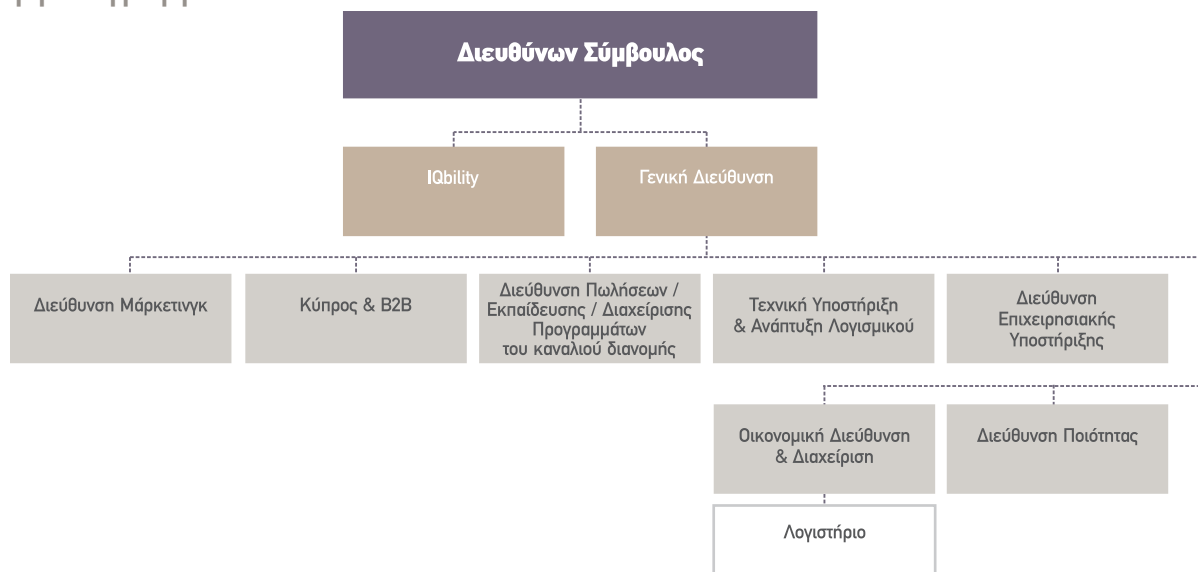 Διευθύνων Σύμβουλος
IQbility
Γενική Διεύθυνση
Διεύθυνση Μάρκετινγκ
Κύπρος & B2B
Διεύθυνση Πωλήσεων /
Εκπαίδευσης / Διαχείρισης
Προγραμμάτων
του καναλιού διανομής
Τεχνική Υποστήριξη
& Ανάπτυξη Λογισμικού
Διεύθυνση
Επιχειρησιακής
Υποστήριξης
Οικονομική Διεύθυνση
& Διαχείριση
Διεύθυνση Ποιότητας
Λογιστήριο